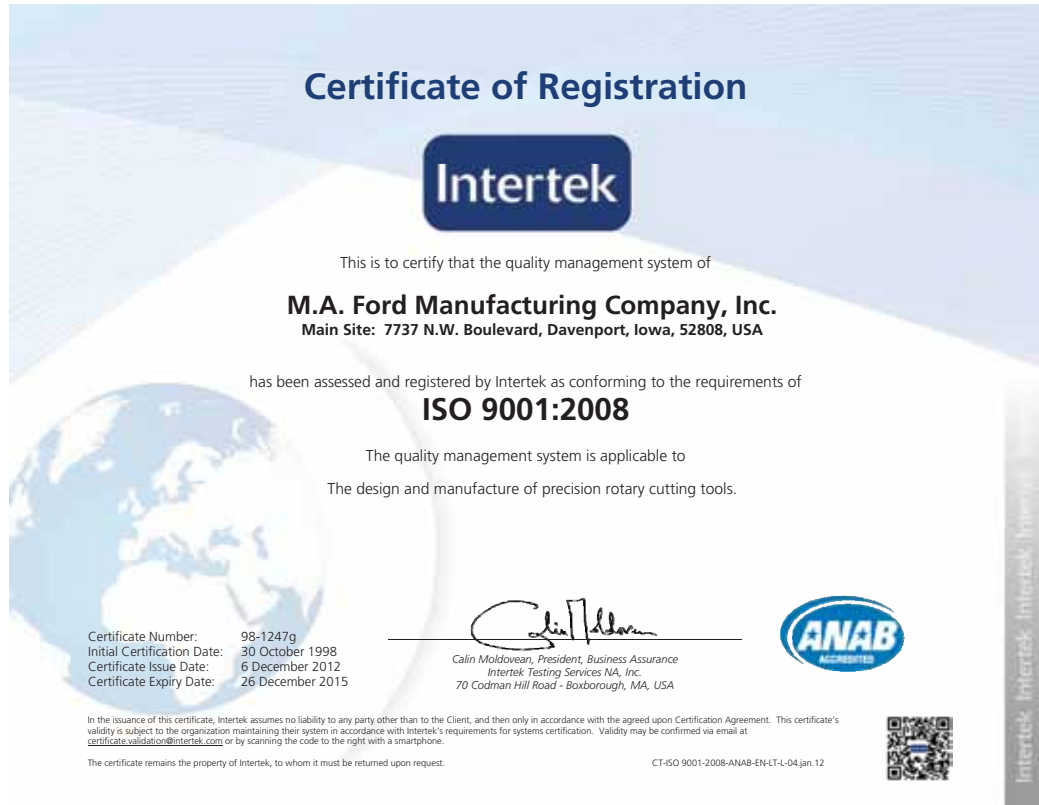 Certificate of Registration
Intertek
This is to certify that the quality management system of
M.A. Ford Manufacturing Company, Inc.
Main Site: 7737 N.W. Boulevard, Davenport, Iowa, 52808, USA
has been assessed and registered by Intertek as conforming to the requirements of
ISO 9001:2008
The quality management system is applicable to
The design and manufacture of precision rotary cutting tools.
Certificate Number: 98-1247g
Initial Certification Date: 30 October 1998
Certificate Issue Date: 6 December 2012
Certificate Expiry Date: 26 December 2015
Calin Moldovean
Calin Moldovean, President, Business Assurance
Intertek Testing Services NA, Inc.
70 Codman Hill Road - Boxborough, MA, USA
ANAB
ACCREDITED
In the issuance of this certificate, Intertek assumes no liability to any party other than to the Client, and then only in accordance with the agreed upon Certification Agreement. This certificate's
validity is subject to the organization maintaining their system in accordance with Intertek's requirements for systems certification. Validity may be confirmed via email at
certificate.validation@intertek.com or by scanning the code to the right with a smartphone.
The certificate remains the property of Intertek, to whom it must be returned upon request.
CT-ISO 9001-2008-ANAB-EN-LT-L-04.jan.12
Intertek Intertek Intertek